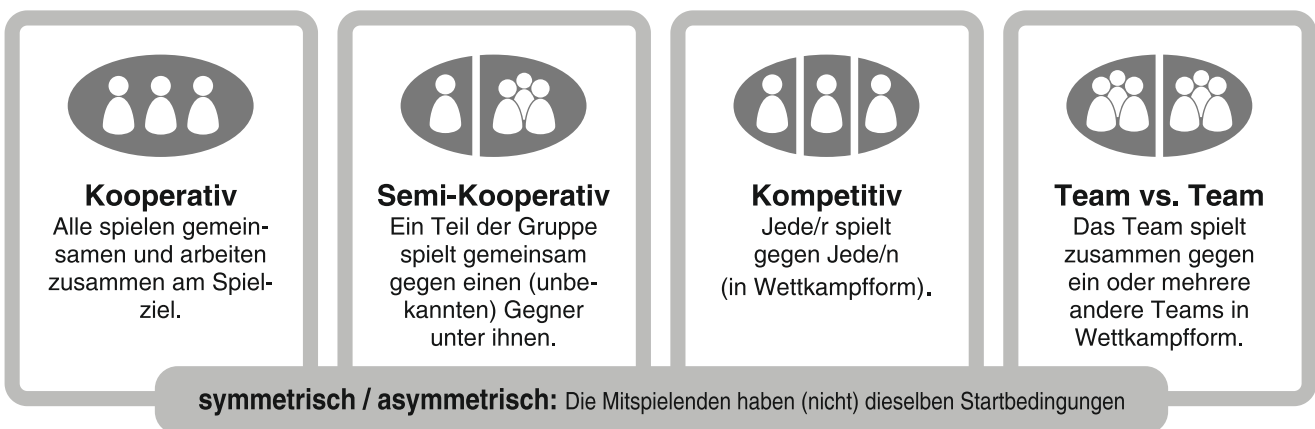 Kooperativ
Alle spielen gemein-
samen und arbeiten
zusammen am Spiel-
ziel.
Semi-Kooperativ
Ein Teil der Gruppe
spielt gemeinsam
gegen einen (unbe-
kannten) Gegner
unter ihnen.
Kompetitiv
Jede/r spielt
gegen Jede/n
(in Wettkampfform).
Team vs. Team
Das Team spielt
zusammen gegen
ein oder mehrere
andere Teams in
Wettkampfform.
symmetrisch / asymmetrisch: Die Mitspielenden haben (nicht) dieselben Startbedingungen